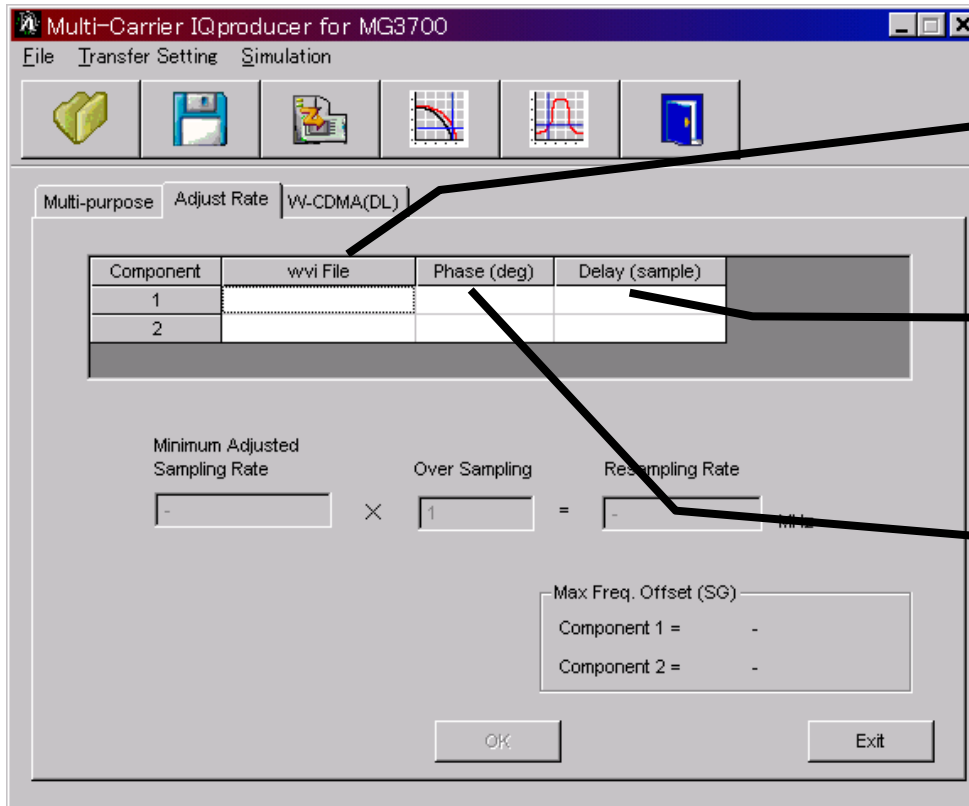 Multi-Carrier IQproducer for MG3700
File Transfer Setting Simulation
Multi-purpose Adjust Rate W-CDMA(DL)
Component wvi File Phase (deg) Delay (sample)
1
2
Minimum Adjusted
Sampling Rate Over Sampling Resampling Rate
- × 1 = - MHz
Max Freq. Offset (SG)
Component 1 = -
Component 2 = -
OK Exit